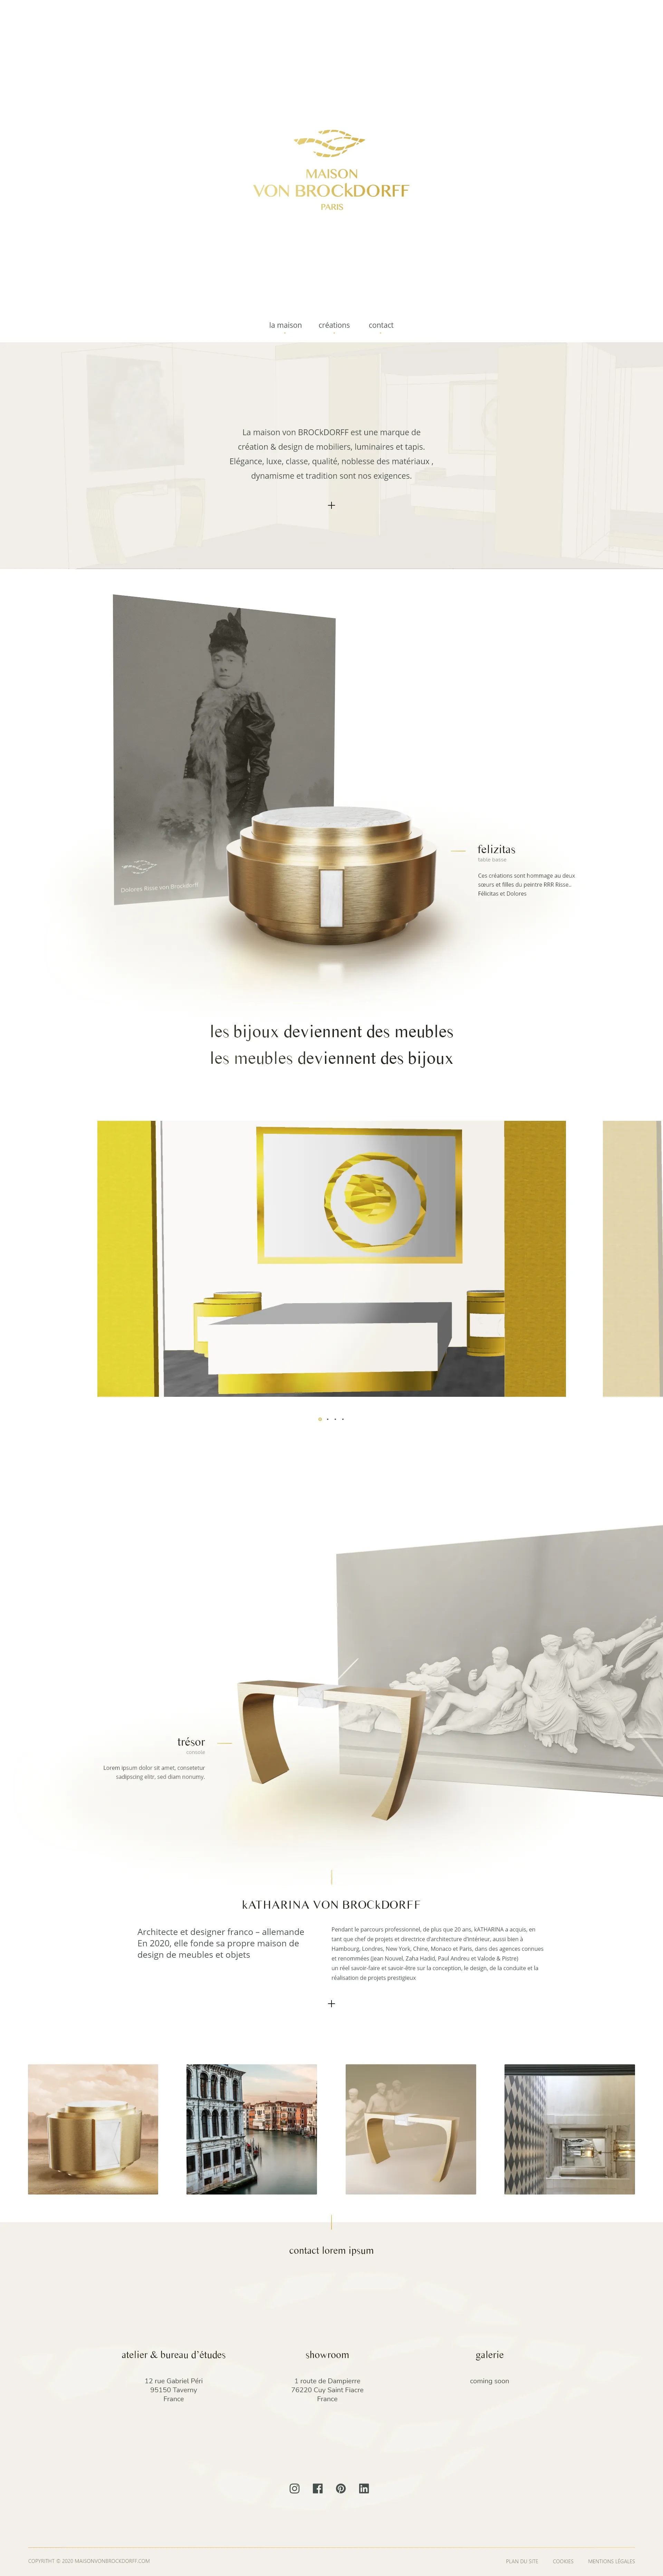 MAISON
VON BROCkDORFF
PARIS
la maison
créations
contact
La maison von BROCkDORFF est une marque de
création & design de mobiliers, luminaires et tapis.
Elégance, luxe, classe, qualité, noblesse des matériaux ,
dynamisme et tradition sont nos exigences.
+
Dolores Rose von Brockdorff
felizitas
table basse
Ces créations sont hommage au deux
sœurs et filles du peintre RRR Risse..
Félicitas et Dolores
les bijoux deviennent des meubles
les meubles deviennent des bijoux
trésor
console
Lorem ipsum dolor sit amet, consetetur
sadipscing elitr, sed diam nonumy.
kATHARINA VON BROCkDORFF
Architecte et designer franco – allemande
En 2020, elle fonde sa propre maison de
design de meubles et objets
Pendant le parcours professionnel, de plus que 20 ans, kATHARINA a acquis, en
tant que chef de projets et directrice d'architecture d'intérieur, aussi bien à
Hambourg, Londres, New York, Chine, Monaco et Paris, dans des agences connues
et renommées (Jean Nouvel, Zaha Hadid, Paul Andreu et Valode & Pistre)
un réel savoir-faire et savoir-être sur la conception, le design, de la conduite et la
réalisation de projets prestigieux
+
contact lorem ipsum
atelier & bureau d'études
12 rue Gabriel Péri
95150 Taverny
France
showroom
1 route de Dampierre
76220 Cuy Saint Fiacre
France
galerie
coming soon
COPYRITHT © 2020 MAISONVONBROCKDORFF.COM
PLAN DU SITE
COOKIES
MENTIONS LÉGALES